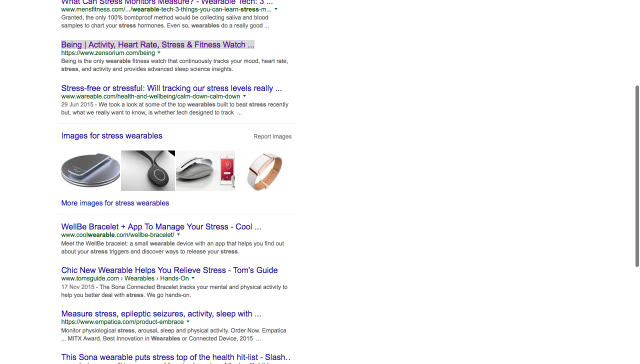 What Can Stress Monitors Measure? - Wearable Tech: 3 ...
www.mensfitness.com/.../wearable-tech-3-things-you-can-learn-stress-m...
Granted, the only 100% bombproof method would be collecting saliva and blood
samples to chart your stress hormones. Even so, wearables do a really good ...
Being | Activity, Heart Rate, Stress & Fitness Watch ...
https://www.zensorium.com/being
Being is the only wearable fitness watch that continuously tracks your mood, heart rate,
stress, and activity and provides advanced sleep science insights.
Stress-free or stressful: Will tracking our stress levels really ...
www.wareable.com/health-and-wellbeing/calm-down-calm-down
29 Jun 2015 - We took a look at some of the top wearables built to beat stress recently
but, what we really want to know, is whether tech designed to track ...
Images for stress wearables
Report images
More images for stress wearables
WellBe Bracelet + App To Manage Your Stress - Cool ...
www.coolwearable.com/wellbe-bracelet/
Meet the WellBe bracelet: a small wearable device with an app that helps you find out
about your stress triggers and discover ways to release your stress.
Chic New Wearable Helps You Relieve Stress - Tom's Guide
www.tomsguide.com › Wearables › Hands-On
17 Nov 2015 - The Sona Connected Bracelet tracks your mental and physical activity to
help you better deal with stress. We go hands-on.
Measure stress, epileptic seizures, activity, sleep with ...
https://www.empatica.com/product-embrace
Monitor physiological stress, arousal, sleep and physical activity. Order Now. Empatica
... MITX Award. Best Innovation in Wearables or Connected Device, 2015 ...
This Sona wearable puts stress top of the health hit-list - Slash..